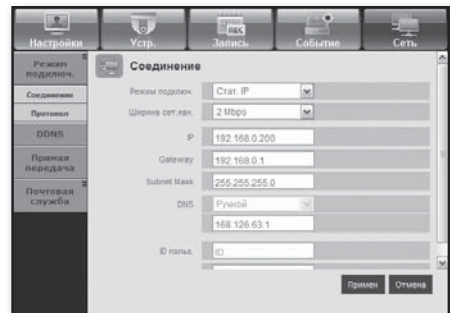 Настройки Устр. Запись Событие Сеть
REC
Режим подключ.
Соединение
Протокол
DDNS
Прямая передача
Почтовая служба
Соединение
Режим подключ. Стат. IP
Ширина сет.кан. 2 Mbps
IP 192.168.0.200
Gateway 192.168.0.1
Subnet Mask 255.255.255.0
DNS Ручной
168.126.63.1
ID польз. ID
Примен Отмена